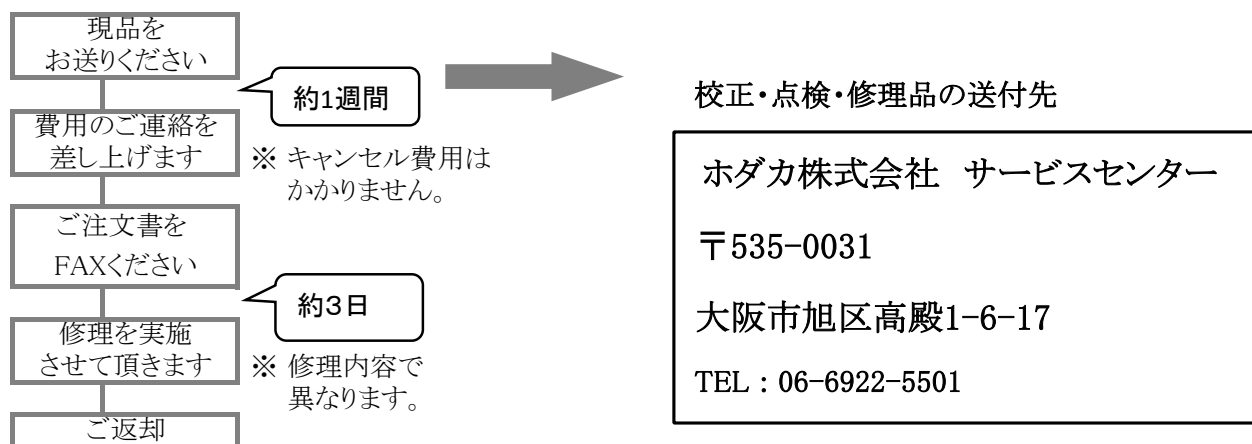 現品を
お送りください
約1週間
費用のご連絡を
差し上げます
※ キャンセル費用は
かかりません。
ご注文書を
FAXください
約3日
修理を実施
させて頂きます
※ 修理内容で
異なります。
ご返却
校正・点検・修理品の送付先
ホダカ株式会社　サービスセンター
〒535-0031
大阪市旭区高殿1-6-17
TEL：06-6922-5501